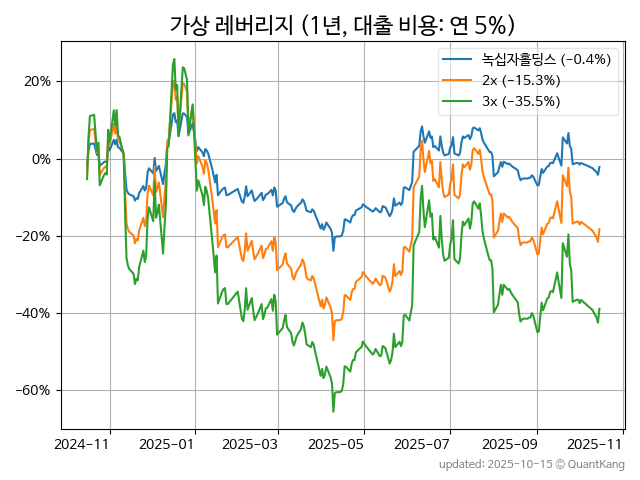 가상 레버리지 (1년, 대출 비용: 연 5%)
녹십자홀딩스 (−0.4%)
2x (−15.3%)
3x (−35.5%)
20%
0%
−20%
−40%
−60%
2024-11 2025-01 2025-03 2025-05 2025-07 2025-09 2025-11
updated: 2025-10-15 © QuantKang